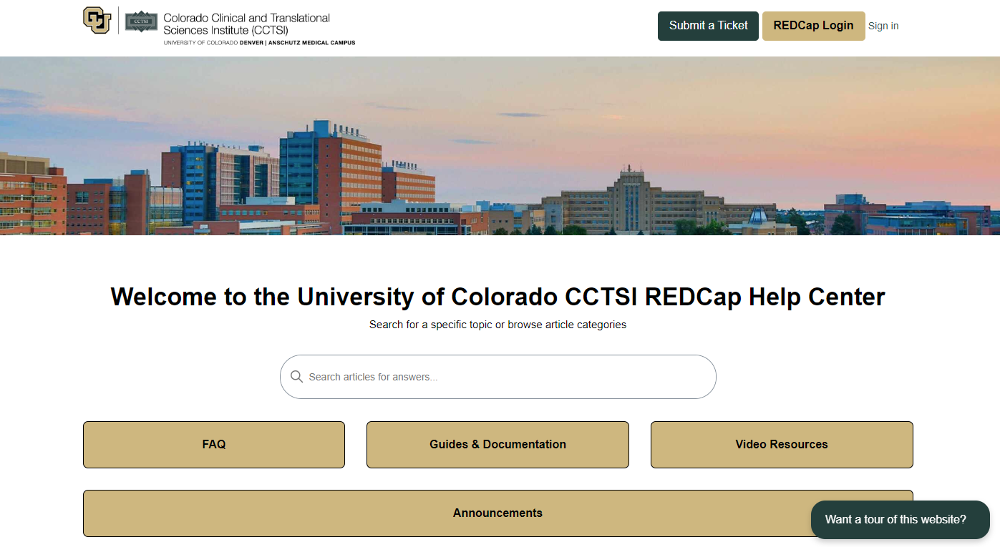 CCTSI
Colorado Clinical and Translational
Sciences Institute (CCTSI)
UNIVERSITY OF COLORADO DENVER | ANSCHUTZ MEDICAL CAMPUS
Submit a Ticket
REDCap Login
Sign in
Welcome to the University of Colorado CCTSI REDCap Help Center
Search for a specific topic or browse article categories
Search articles for answers...
FAQ
Guides & Documentation
Video Resources
Announcements
Want a tour of this website?